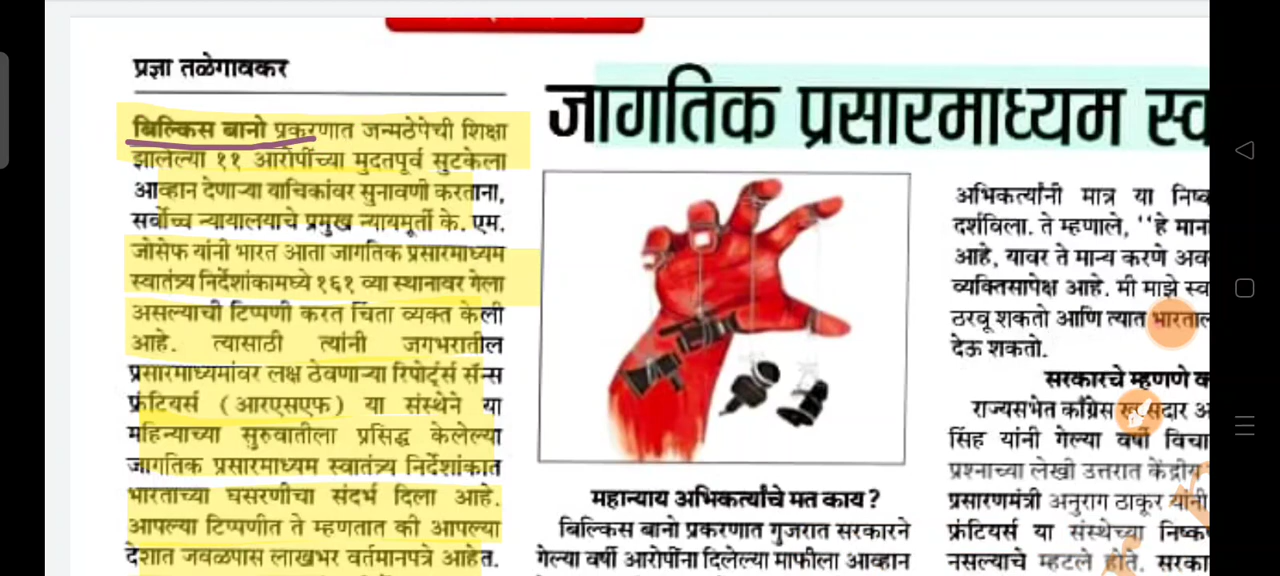 प्रज्ञा तळेगावकर
जागतिक प्रसारमाध्यम
बिल्किस बानो प्रकरणात जन्मठेपेची शिक्षा
झालेल्या ११ आरोपींच्या मुदतपूर्व सुटकेला
आव्हान देणाऱ्या याचिकांवर सुनावणी करताना,
सर्वोच्च न्यायालयाचे प्रमुख न्यायमूर्ती के. एम.
जोसेफ यांनी भारत आता जागतिक प्रसारमाध्यम
स्वातंत्र्य निर्देशांकामध्ये १६१ व्या स्थानावर गेला
असल्याची टिप्पणी करत चिंता व्यक्त केली
आहे. त्यासाठी त्यांनी जगभरातील
प्रसारमाध्यमांवर लक्ष ठेवणाऱ्या रिपोर्ट्स सॅन्स
फ्रंटियर्स (आरएसएफ) या संस्थेने या
महिन्याच्या सुरुवातीला प्रसिद्ध केलेल्या
जागतिक प्रसारमाध्यम स्वातंत्र्य निर्देशांकात
भारताच्या घसरणीचा संदर्भ दिला आहे.
आपल्या टिप्पणीत ते म्हणतात की आपल्या
देशात जवळपास लाखभर वर्तमानपत्रे आहेत.
महान्याय अभिकर्त्यांचे मत काय?
बिल्किस बानो प्रकरणात गुजरात सरकारने
गेल्या वर्षी आरोपींना दिलेल्या माफीला आव्हान
अभिकर्त्यांनी मात्र या
दर्शविला. ते म्हणाले, ''हे
आहे, यावर ते मान्य करणे
व्यक्तिसापेक्ष आहे. मी माझे
ठरवू शकतो आणि त्यात
देऊ शकतो.
सरकारचे म्हणणे
राज्यसभेत काँग्रेस
सिंह यांनी गेल्या वर्षी
प्रश्नाच्या लेखी उत्तरात केंद्रीय
प्रसारणमंत्री अनुराग ठाकूर यांनी
फ्रंटियर्स या संस्थेच्या
नसल्याचे म्हटले होते.